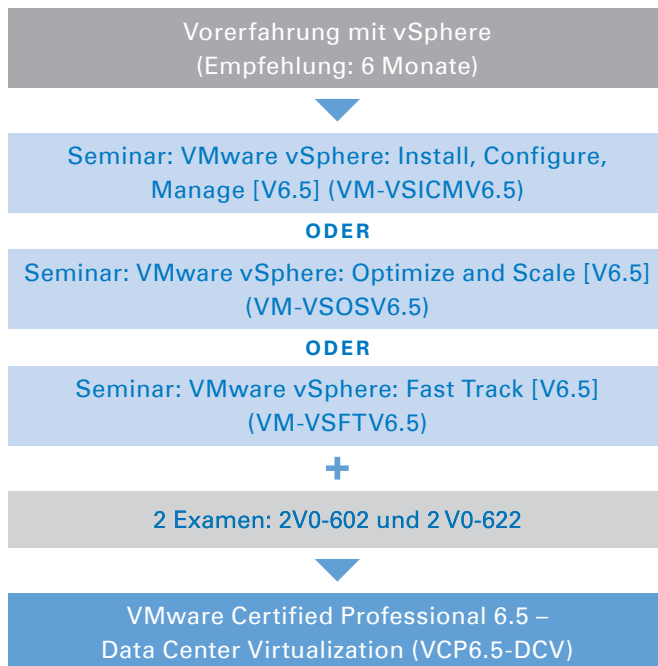 Vorerfahrung mit vSphere
(Empfehlung: 6 Monate)
Seminar: VMware vSphere: Install, Configure,
Manage [V6.5] (VM-VSICMV6.5)
ODER
Seminar: VMware vSphere: Optimize and Scale [V6.5]
(VM-VSOSV6.5)
ODER
Seminar: VMware vSphere: Fast Track [V6.5]
(VM-VSFTV6.5)
+
2 Examen: 2V0-602 und 2 V0-622
VMware Certified Professional 6.5 –
Data Center Virtualization (VCP6.5-DCV)